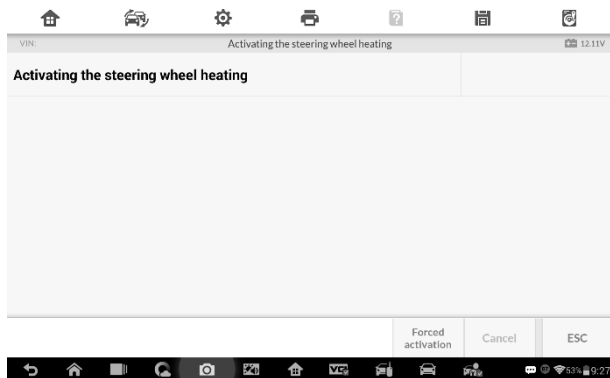 VIN:
Activating the steering wheel heating
12.11V
Activating the steering wheel heating
Forced
activation
Cancel
ESC
53%
9:27